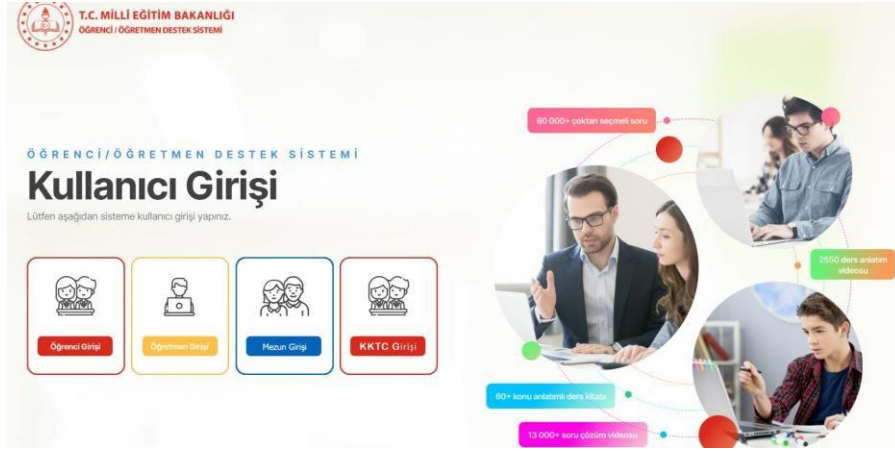 T.C. MİLLÎ EĞİTİM BAKANLIĞI
ÖĞRENCİ / ÖĞRETMEN DESTEK SİSTEMİ
ÖĞRENCİ/ÖĞRETMEN DESTEK SİSTEMİ
Kullanıcı Girişi
Lütfen aşağıdan sisteme kullanıcı girişi yapınız.
Öğrenci Girişi
Öğretmen Girişi
Mezun Girişi
KKTC Girişi
60 000+ çoktan seçmeli soru
2550 ders anlatım
videosu
60+ konu anlatımlı ders kitabı
13 000+ soru çözüm videosu